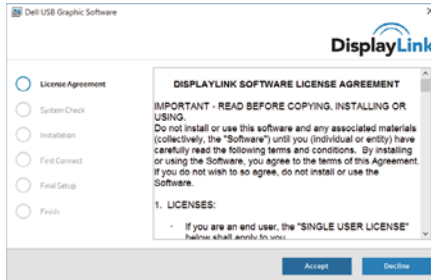 Dell USB Graphic Software
DisplayLink
License Agreement
System Check
Installation
First Connect
Final Setup
Finish
DISPLAYLINK SOFTWARE LICENSE AGREEMENT
IMPORTANT - READ BEFORE COPYING, INSTALLING OR
USING.
Do not install or use this software and any associated materials
(collectively, the "Software") until you (individual or entity) have
carefully read the following terms and conditions. By installing
or using the Software, you agree to the terms of this Agreement.
If you do not wish to so agree, do not install or use the
Software.
1. LICENSES:
· If you are an end user, the "SINGLE USER LICENSE"
below shall apply to you
Accept
Decline